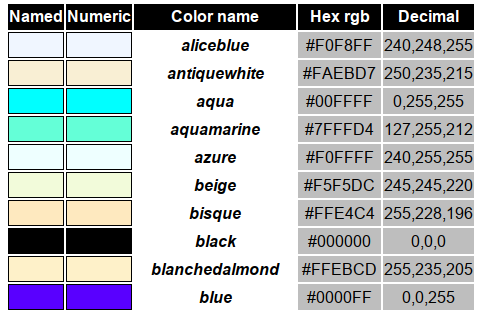 Named Numeric Color name Hex rgb Decimal
aliceblue #F0F8FF 240,248,255
antiquewhite #FAEBD7 250,235,215
aqua #00FFFF 0,255,255
aquamarine #7FFFD4 127,255,212
azure #F0FFFF 240,255,255
beige #F5F5DC 245,245,220
bisque #FFE4C4 255,228,196
black #000000 0,0,0
blanchedalmond #FFEBCD 255,235,205
blue #0000FF 0,0,255